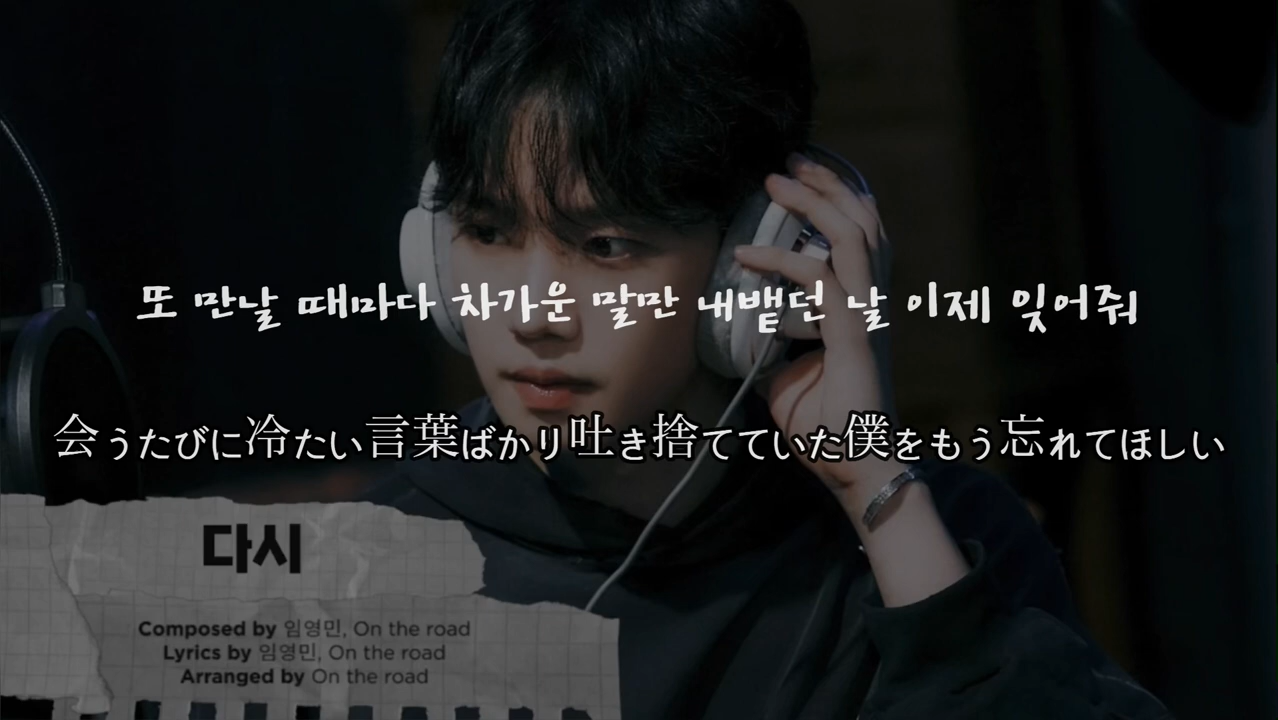 또 만날 때마다 차가운 말만 내뱉던 날 이제 잊어줘
会うたびに冷たい言葉ばかり吐き捨てていた僕をもう忘れてほしい
다시
Composed by 임영민, On the road
Lyrics by 임영민, On the road
Arranged by On the road